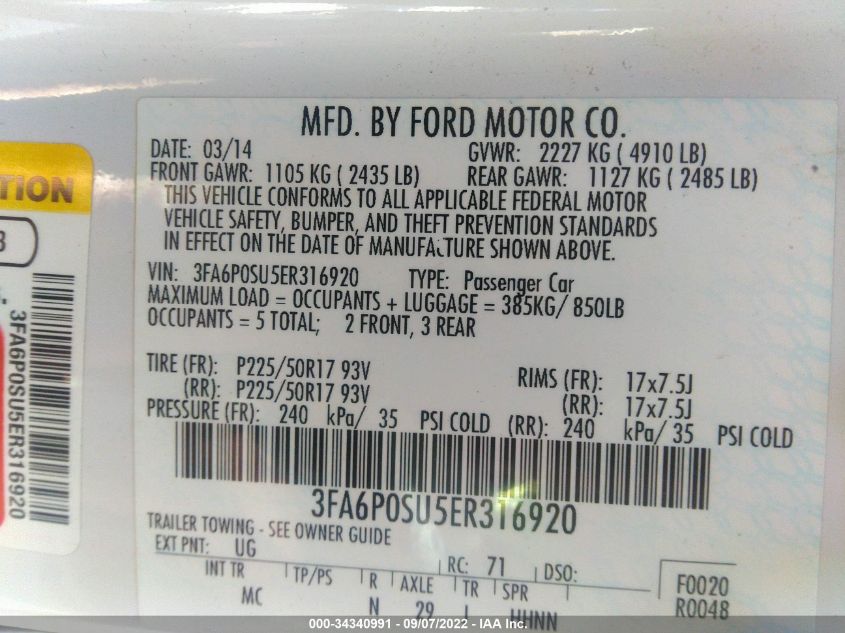 MFD. BY FORD MOTOR CO.
DATE: 03/14 GVWR: 2227 KG ( 4910 LB)
FRONT GAWR: 1105 KG ( 2435 LB) REAR GAWR: 1127 KG ( 2485 LB)
THIS VEHICLE CONFORMS TO ALL APPLICABLE FEDERAL MOTOR
VEHICLE SAFETY, BUMPER, AND THEFT PREVENTION STANDARDS
IN EFFECT ON THE DATE OF MANUFACTURE SHOWN ABOVE.
VIN: 3FA6P0SU5ER316920 TYPE: Passenger Car
MAXIMUM LOAD = OCCUPANTS + LUGGAGE = 385KG/ 850LB
OCCUPANTS = 5 TOTAL; 2 FRONT, 3 REAR
TIRE (FR): P225/50R17 93V RIMS (FR): 17x7.5J
(RR): P225/50R17 93V (RR): 17x7.5J
PRESSURE (FR): 240 kPa/ 35 PSI COLD (RR): 240 kPa/ 35 PSI COLD
3FA6P0SU5ER316920
TRAILER TOWING - SEE OWNER GUIDE
EXT PNT: UG RC: 71 DSO: F0020
INT TR TP/PS R AXLE TR SPR R0048
MC N 29 HHNN
TION
3FA6P0SU5ER316920
000-34340991 - 09/07/2022 - IAA Inc.